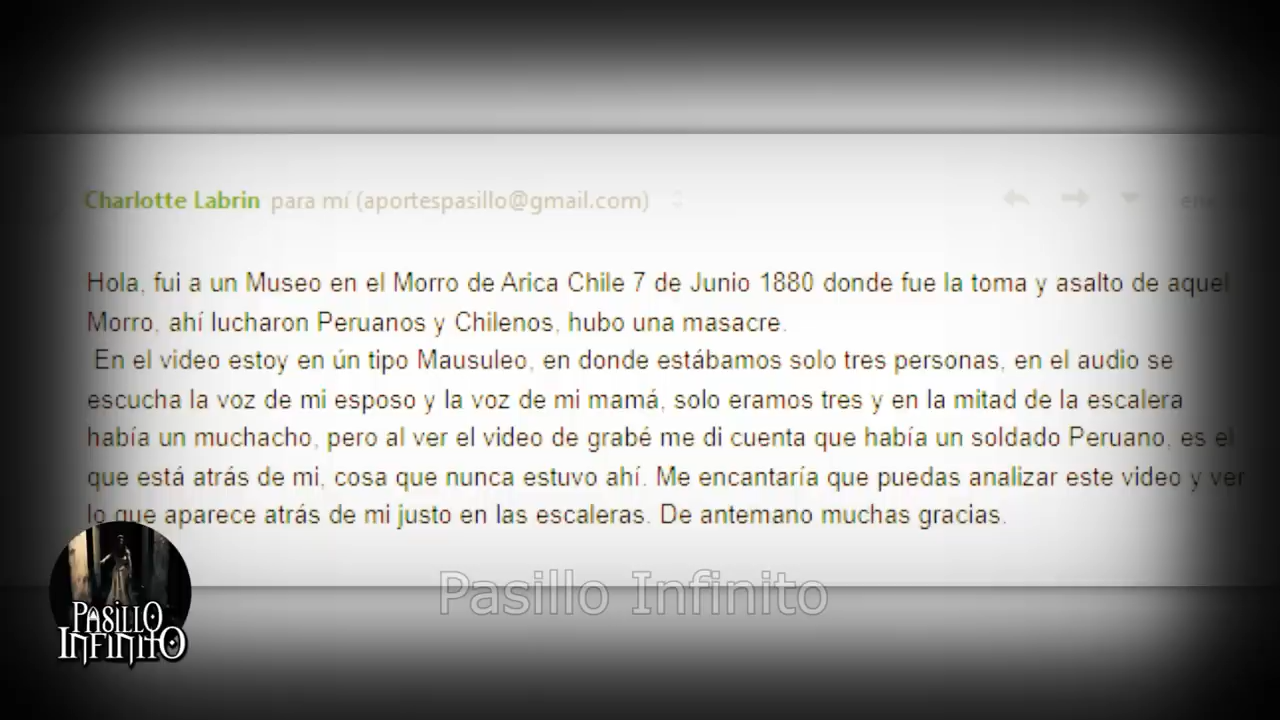 Charlotte Labrin para mí (aportespasillo@gmail.com)
Hola, fui a un Museo en el Morro de Arica Chile 7 de Junio 1880 donde fue la toma y asalto de aquel
Morro, ahí lucharon Peruanos y Chilenos, hubo una masacre.
En el video estoy en ún tipo Mausuleo, en donde estábamos solo tres personas, en el audio se
escucha la voz de mi esposo y la voz de mi mamá, solo eramos tres y en la mitad de la escalera
había un muchacho, pero al ver el video de grabé me di cuenta que había un soldado Peruano, es el
que está atrás de mi, cosa que nunca estuvo ahí. Me encantaría que puedas analizar este video y ver
lo que aparece atrás de mi justo en las escaleras. De antemano muchas gracias.
Pasillo Infinito
PASILLO
INFINITO